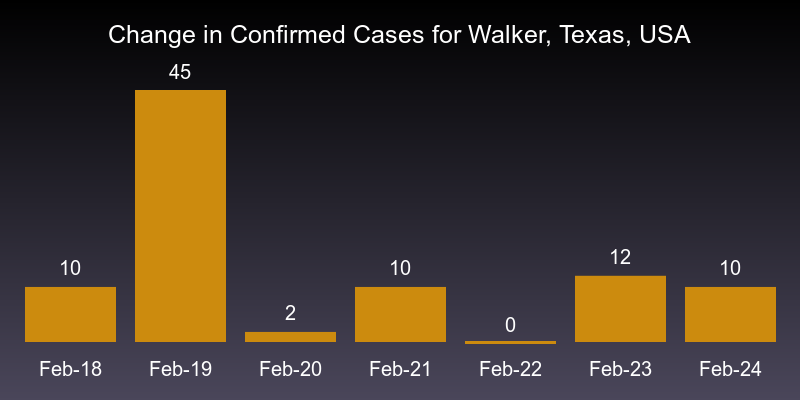 Change in Confirmed Cases for Walker, Texas, USA
10
45
2
10
0
12
10
Feb-18
Feb-19
Feb-20
Feb-21
Feb-22
Feb-23
Feb-24